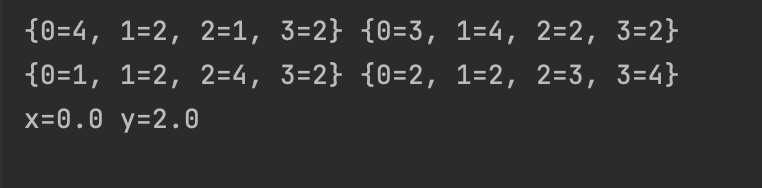 {0=4, 1=2, 2=1, 3=2} {0=3, 1=4, 2=2, 3=2}
{0=1, 1=2, 2=4, 3=2} {0=2, 1=2, 2=3, 3=4}
x=0.0 y=2.0